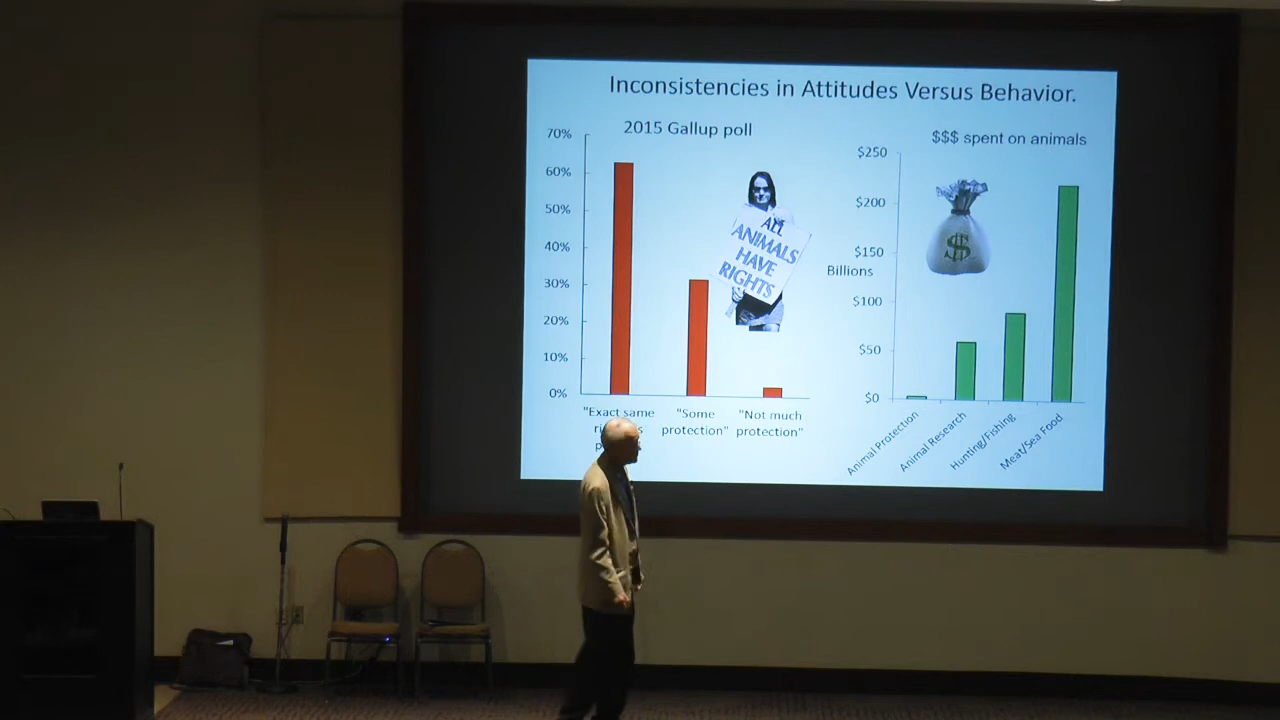 Inconsistencies in Attitudes Versus Behavior.
2015 Gallup poll
70%
60%
50%
40%
30%
20%
10%
0%
"Exact same
"Some
protection"
"Not much
protection"
ALL
ANIMALS
HAVE
RIGHTS
$$$ spent on animals
$250
$200
$150
Billions
$100
$50
$0
$
Animal Protection
Animal Research
Hunting/Fishing
Meat/Sea Food